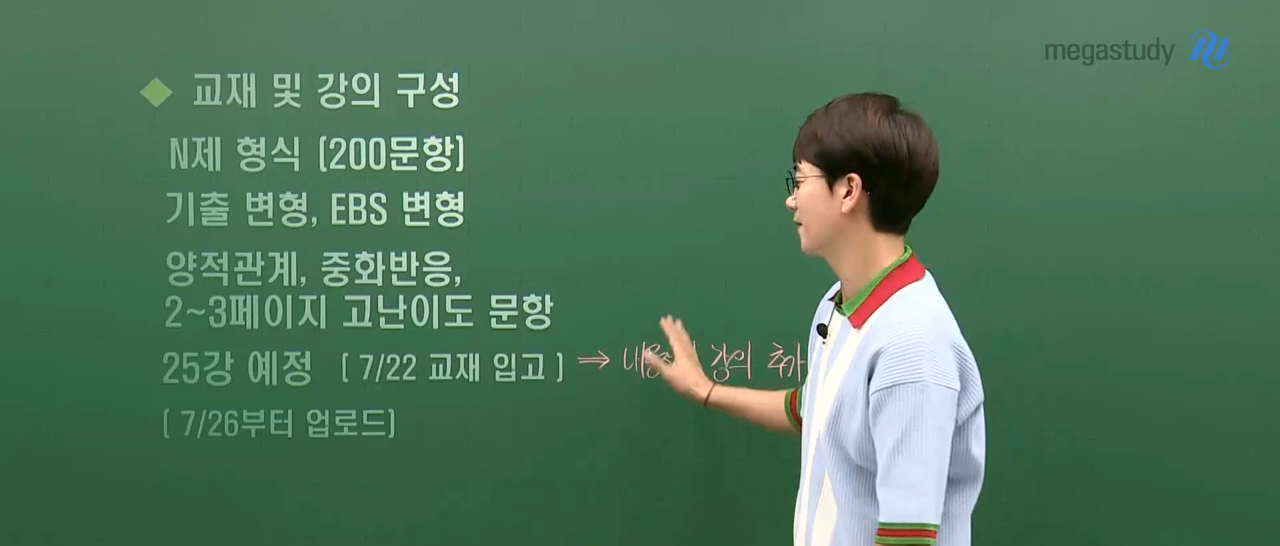 megastudy
◆ 교재 및 강의 구성
N제 형식 (200문항)
기출 변형, EBS 변형
양적관계, 중화반응,
2~3페이지 고난이도 문항
25강 예정 ( 7/22 교재 입고 ) ⇒ 강의 추가
( 7/26부터 업로드)